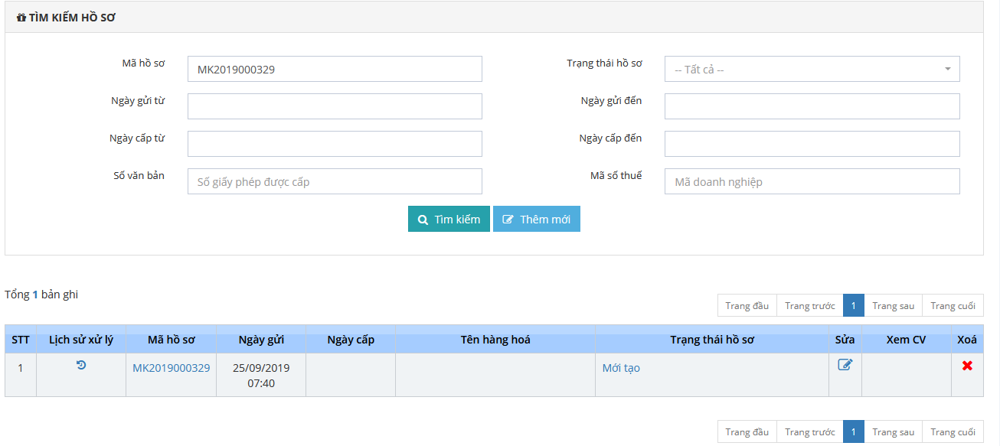 TÌM KIẾM HỒ SƠ
Mã hồ sơ MK2019000329 Trạng thái hồ sơ -- Tất cả --
Ngày gửi từ Ngày gửi đến
Ngày cấp từ Ngày cấp đến
Số văn bản Số giấy phép được cấp Mã số thuế Mã doanh nghiệp
Tìm kiếm Thêm mới
Tổng 1 bản ghi
Trang đầu Trang trước 1 Trang sau Trang cuối
STT Lịch sử xử lý Mã hồ sơ Ngày gửi Ngày cấp Tên hàng hoá Trạng thái hồ sơ Sửa Xem CV Xoá
1 MK2019000329 25/09/2019 Mới tạo
07:40
Trang đầu Trang trước 1 Trang sau Trang cuối